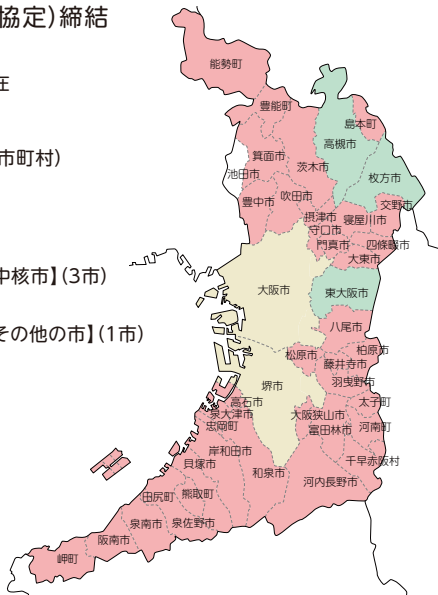 協定)締結
在
市町村)
中核市】(3市)
その他の市】(1市)
能勢町
豊能町
島本町
高槻市
箕面市
茨木市
池田市
枚方市
豊中市
吹田市
交野市
摂津市
寝屋川市
守口市
門真市
四條畷市
大東市
大阪市
東大阪市
八尾市
松原市
柏原市
藤井寺市
羽曳野市
堺市
高石市
太子町
泉大津市
大阪狭山市
忠岡町
富田林市
河南町
岸和田市
千早赤阪村
貝塚市
和泉市
河内長野市
田尻町
熊取町
泉南市
泉佐野市
阪南市
岬町